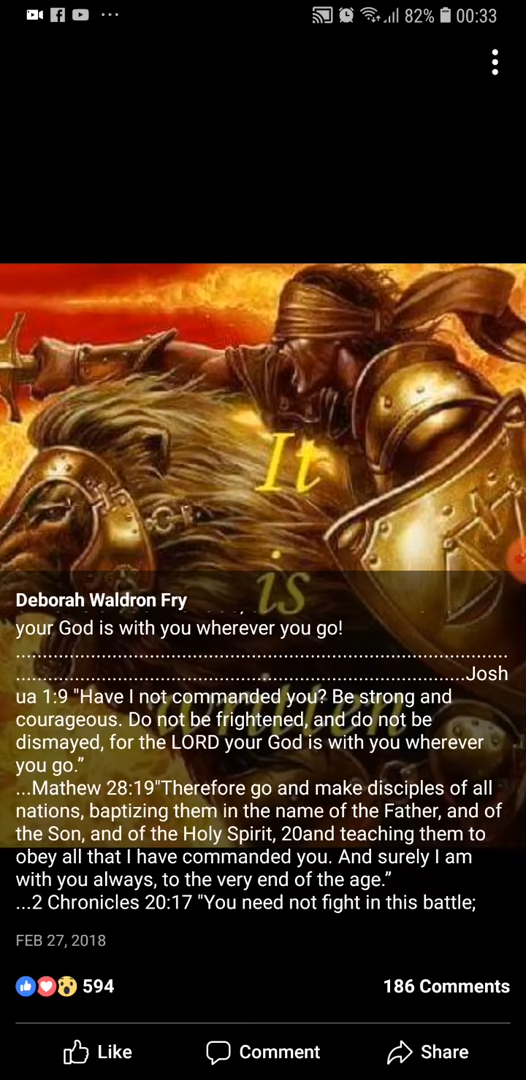 82% 00:33
It
is
written
Deborah Waldron Fry
your God is with you wherever you go!
................................................................................
.........................................................................Josh
ua 1:9 "Have I not commanded you? Be strong and
courageous. Do not be frightened, and do not be
dismayed, for the LORD your God is with you wherever
you go.”
...Mathew 28:19"Therefore go and make disciples of all
nations, baptizing them in the name of the Father, and of
the Son, and of the Holy Spirit, 20and teaching them to
obey all that I have commanded you. And surely I am
with you always, to the very end of the age.”
...2 Chronicles 20:17 "You need not fight in this battle;
FEB 27, 2018
594 186 Comments
Like Comment Share